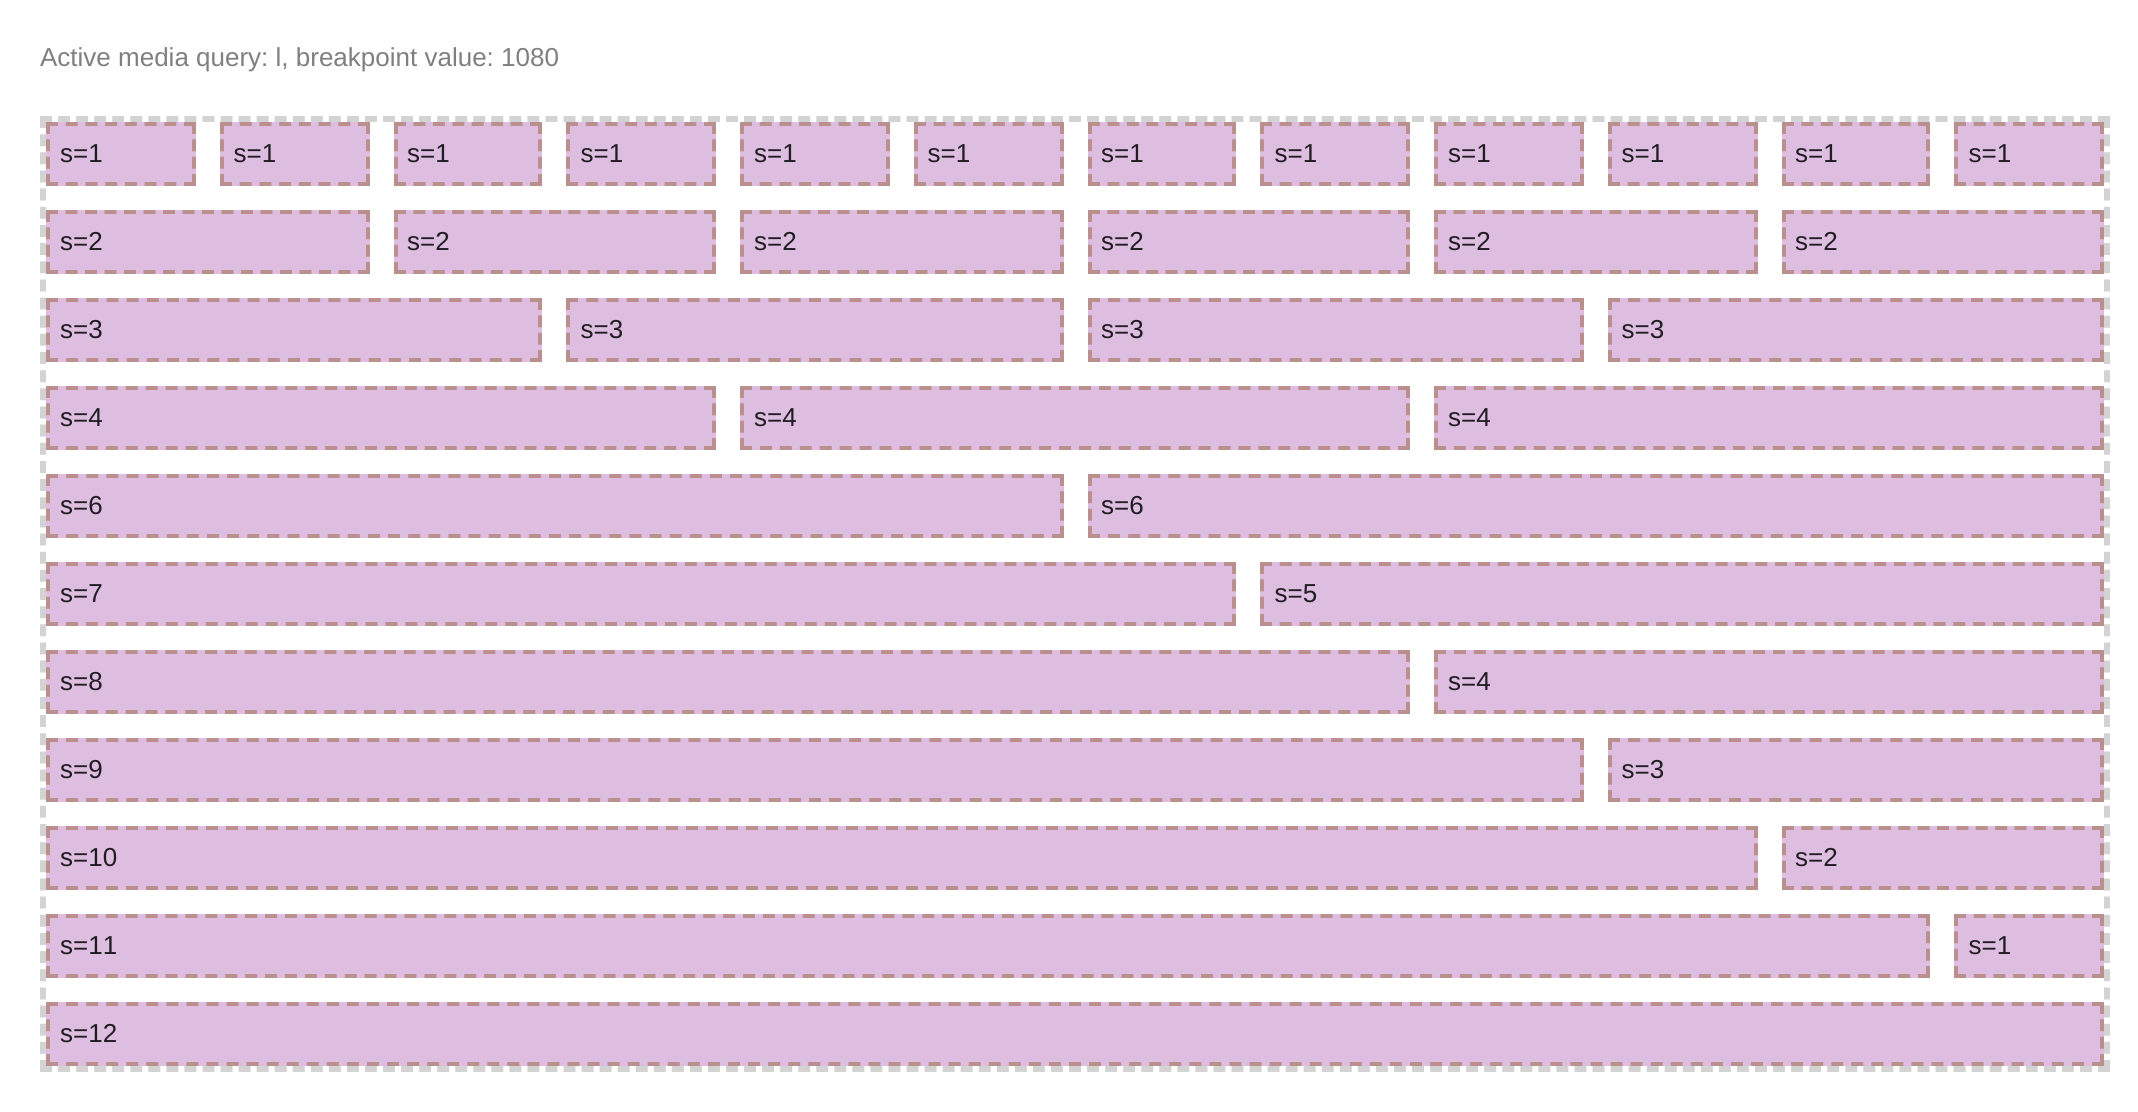 Active media query: l, breakpoint value: 1080
s=1 s=1 s=1 s=1 s=1 s=1 s=1 s=1 s=1 s=1 s=1 s=1
s=2 s=2 s=2 s=2 s=2 s=2
s=3 s=3 s=3 s=3
s=4 s=4 s=4
s=6 s=6
s=7 s=5
s=8 s=4
s=9 s=3
s=10 s=2
s=11 s=1
s=12